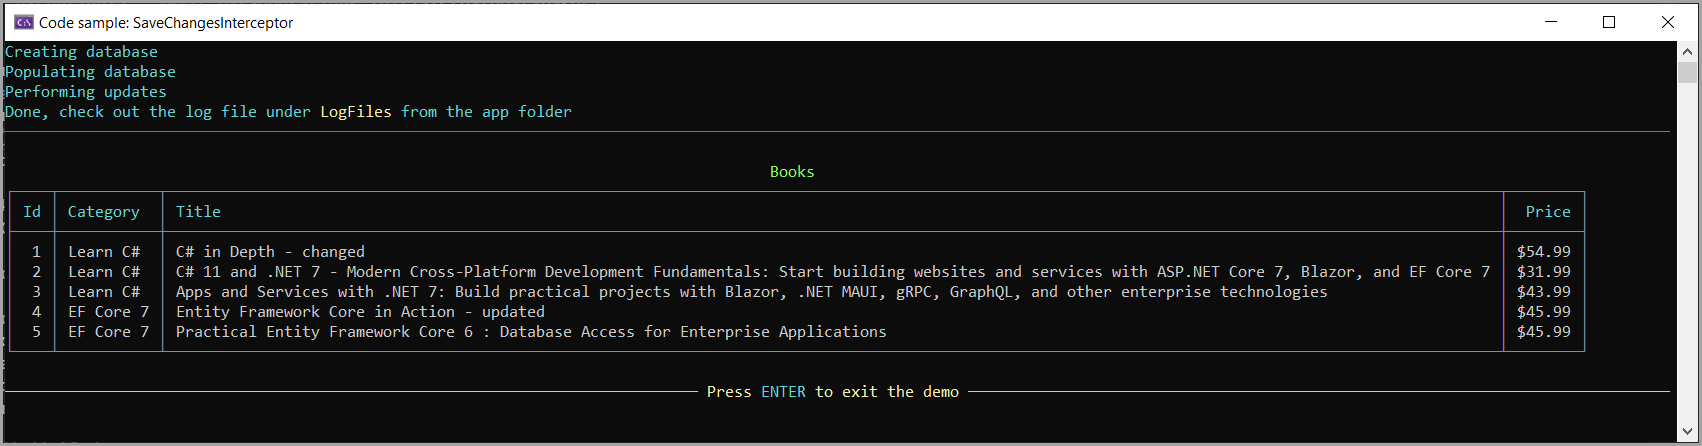 Code sample: SaveChangesInterceptor
Creating database
Populating database
Performing updates
Done, check out the log file under LogFiles from the app folder
Books
Id Category Title Price
1 Learn C# C# in Depth - changed $54.99
2 Learn C# C# 11 and .NET 7 - Modern Cross-Platform Development Fundamentals: Start building websites and services with ASP.NET Core 7, Blazor, and EF Core 7 $31.99
3 Learn C# Apps and Services with .NET 7: Build practical projects with Blazor, .NET MAUI, gRPC, GraphQL, and other enterprise technologies $43.99
4 EF Core 7 Entity Framework Core in Action - updated $45.99
5 EF Core 7 Practical Entity Framework Core 6 : Database Access for Enterprise Applications $45.99
Press ENTER to exit the demo